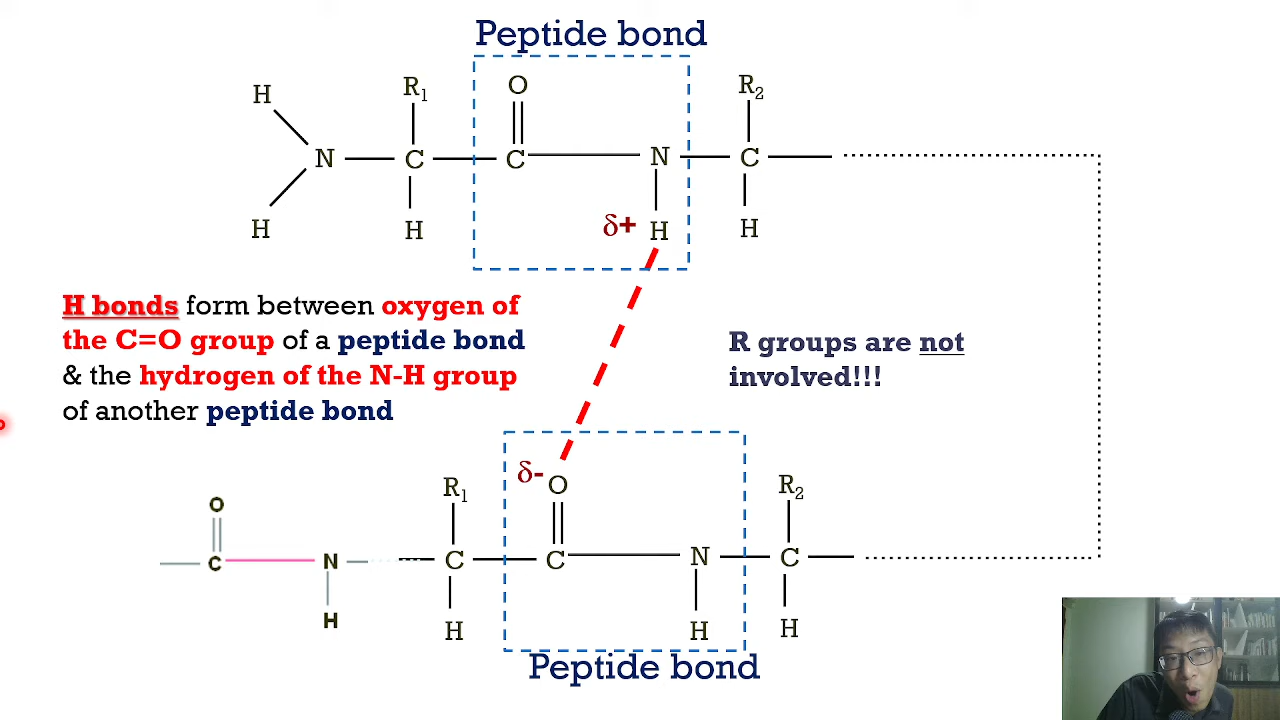 Peptide bond
H R₁ O R₂
N C C N C
H H δ+ H H
H bonds form between oxygen of
the C=O group of a peptide bond
& the hydrogen of the N-H group
of another peptide bond
R groups are not
involved!!!
δ- O
O R₁ R₂
C N C C N C
H H H H
Peptide bond